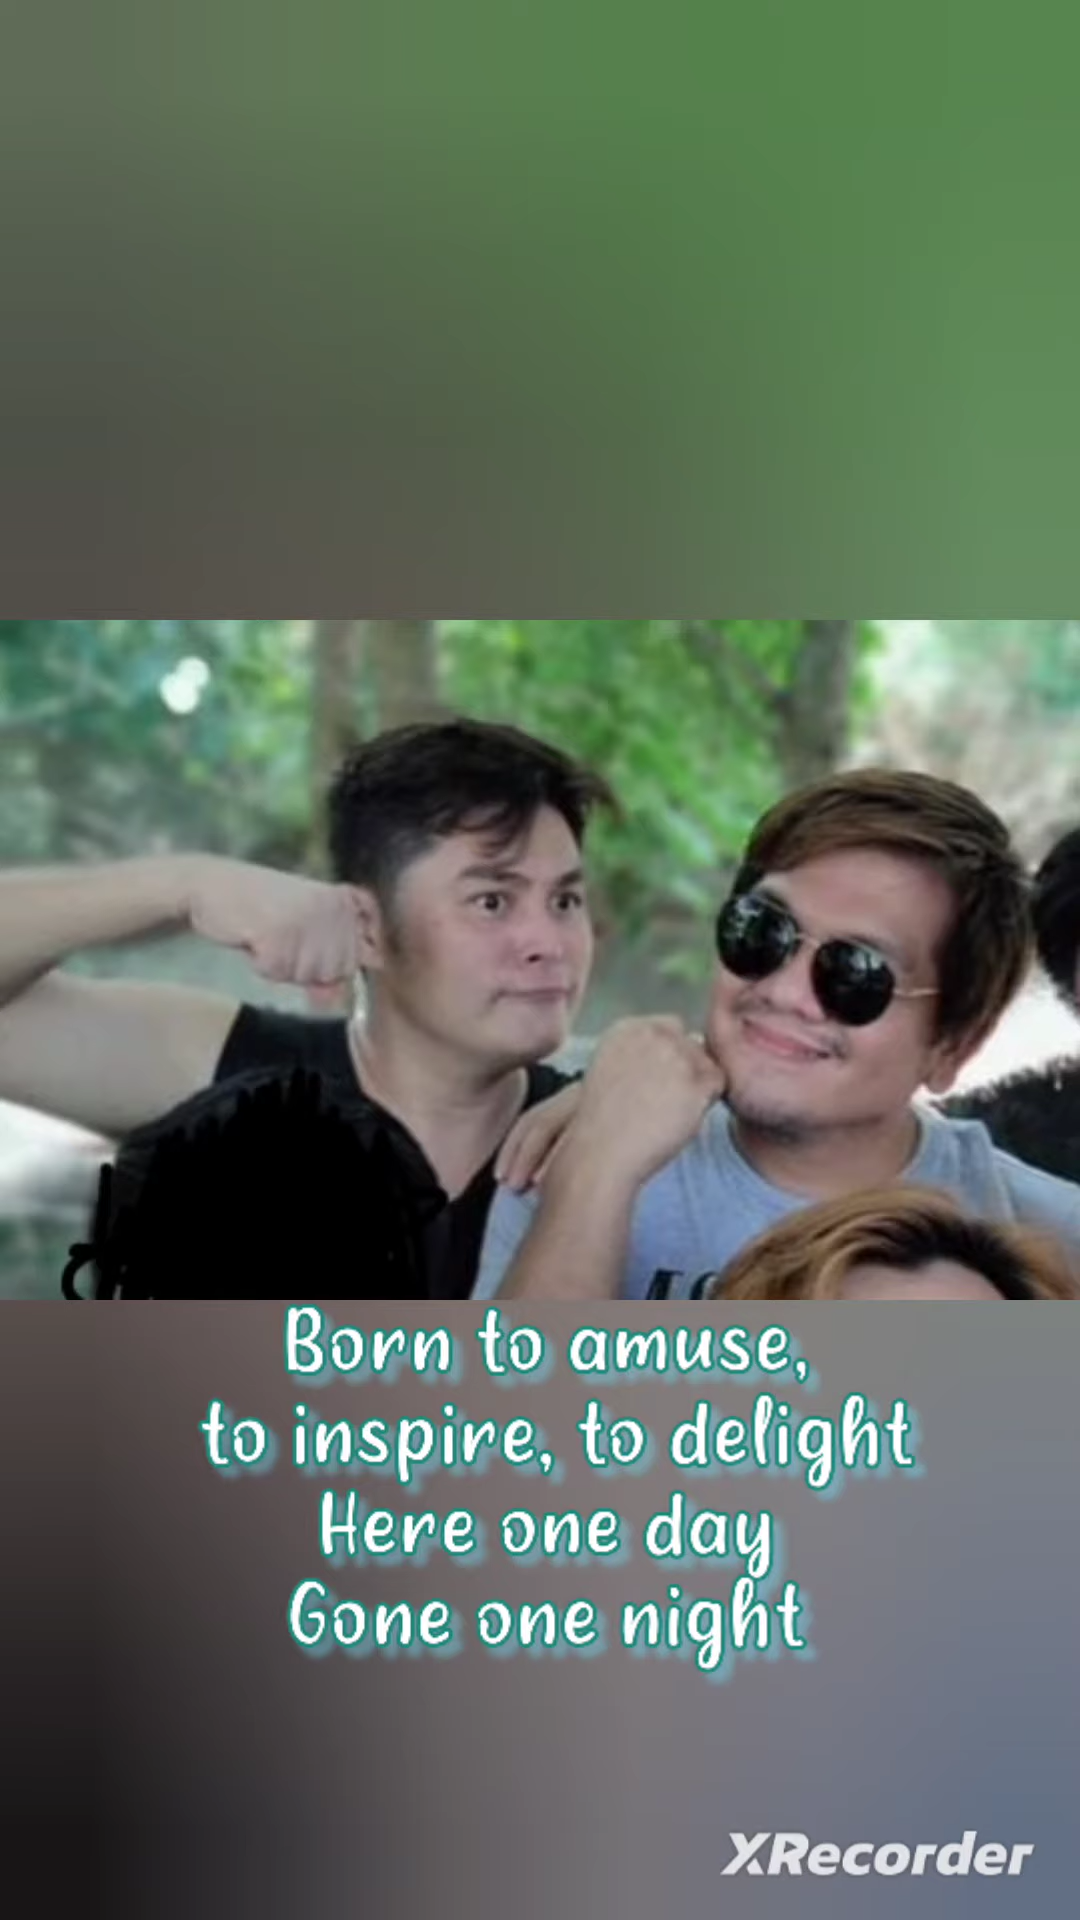 Born to amuse,
to inspire, to delight
Here one day
Gone one night
XRecorder